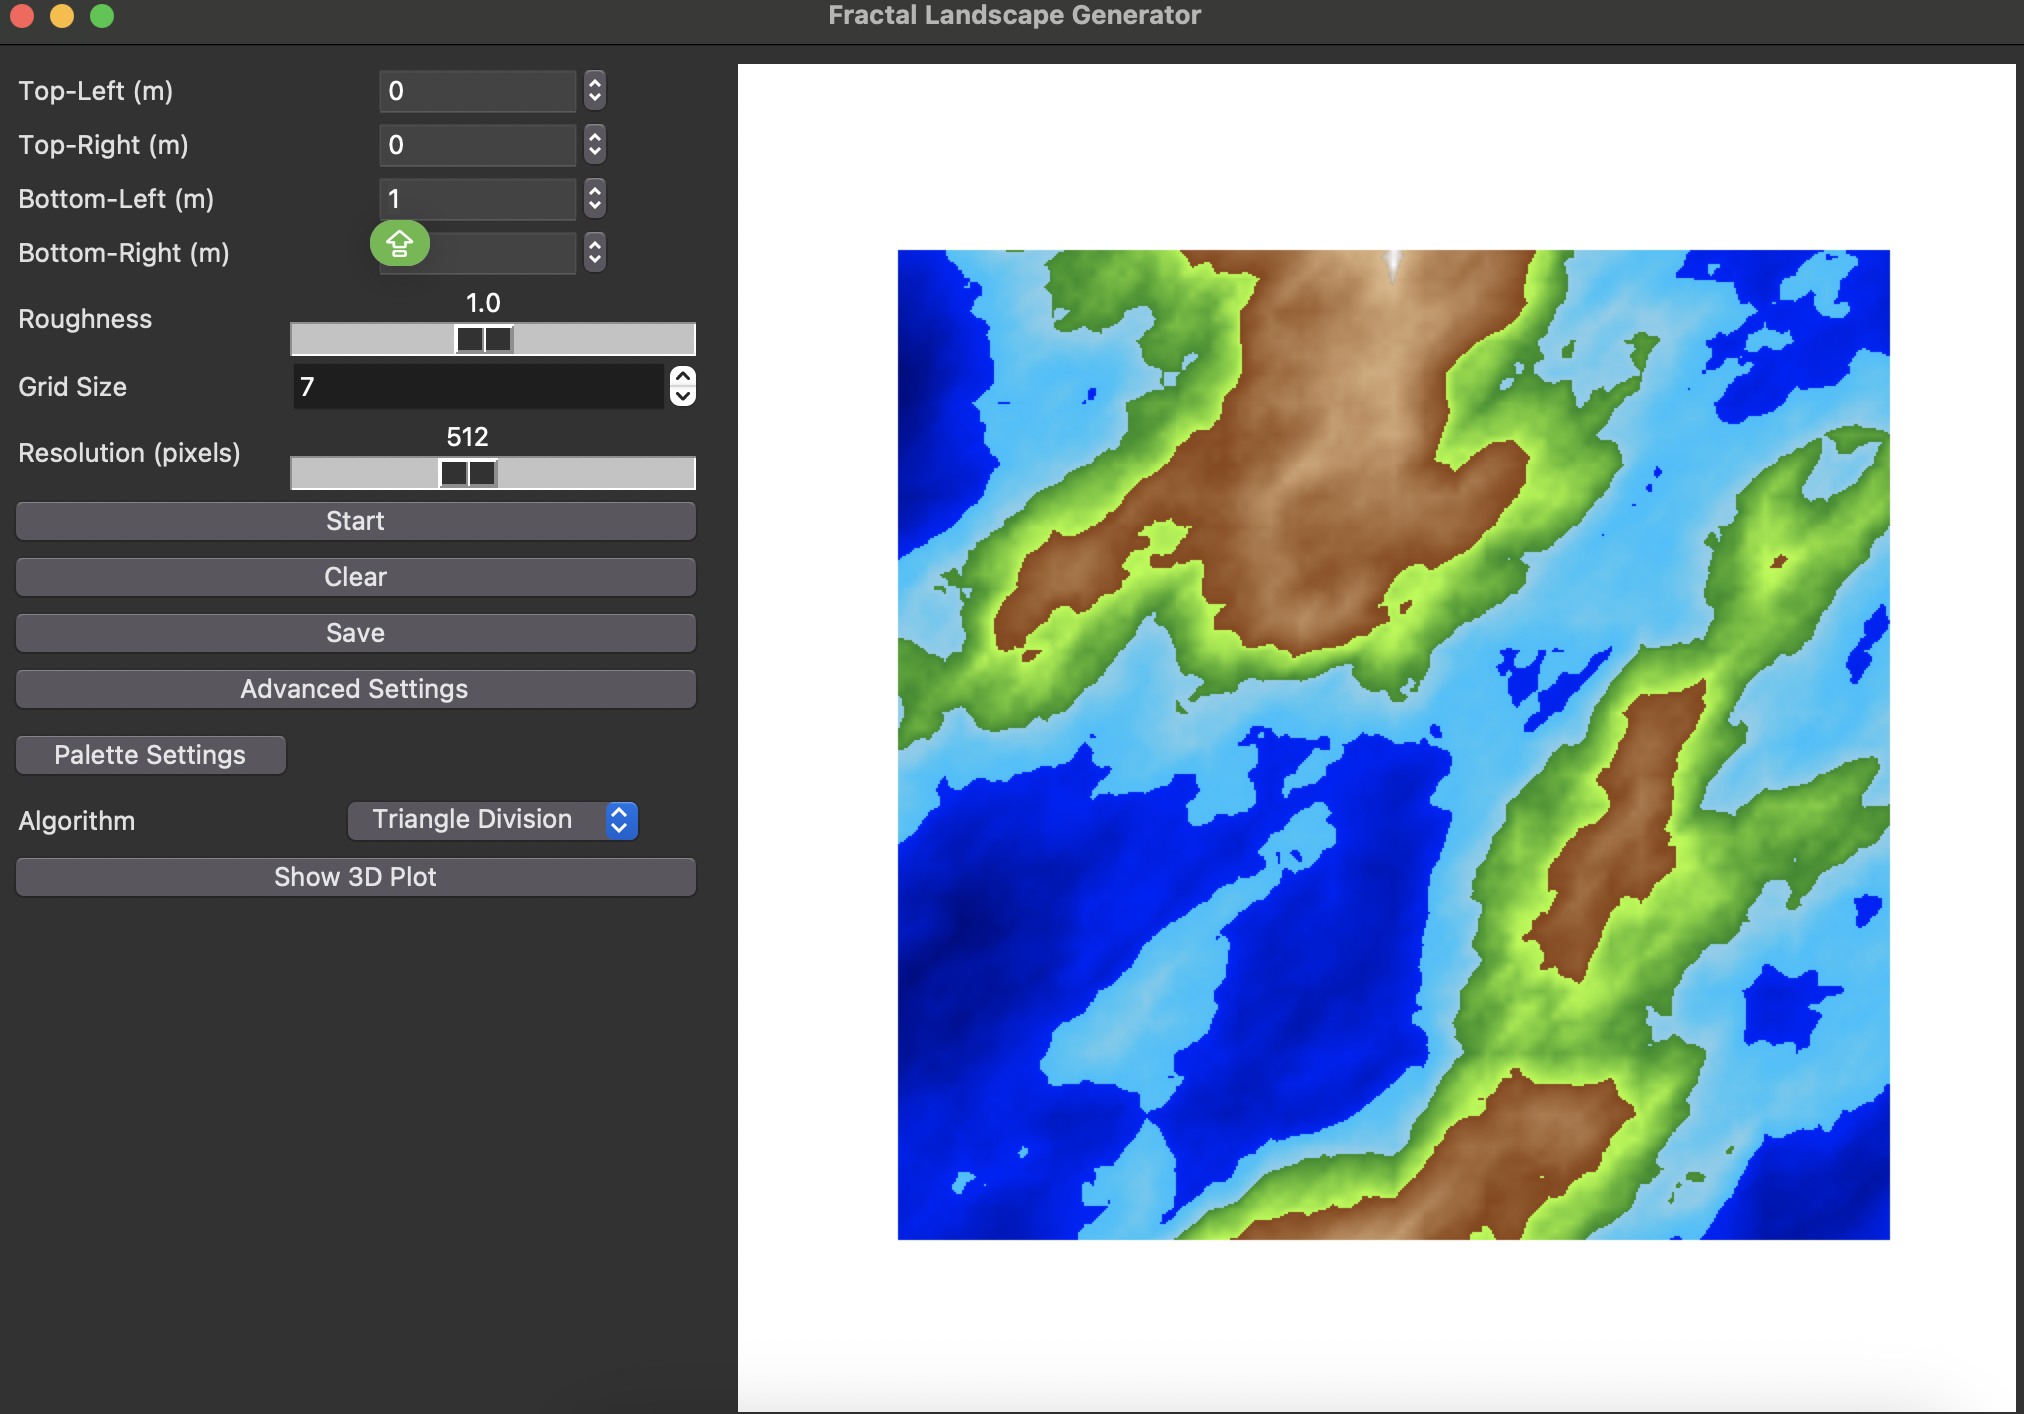 Fractal Landscape Generator
Top-Left (m) 0
Top-Right (m) 0
Bottom-Left (m) 1
Bottom-Right (m)
Roughness 1.0
Grid Size 7
Resolution (pixels) 512
Start
Clear
Save
Advanced Settings
Palette Settings
Algorithm Triangle Division
Show 3D Plot